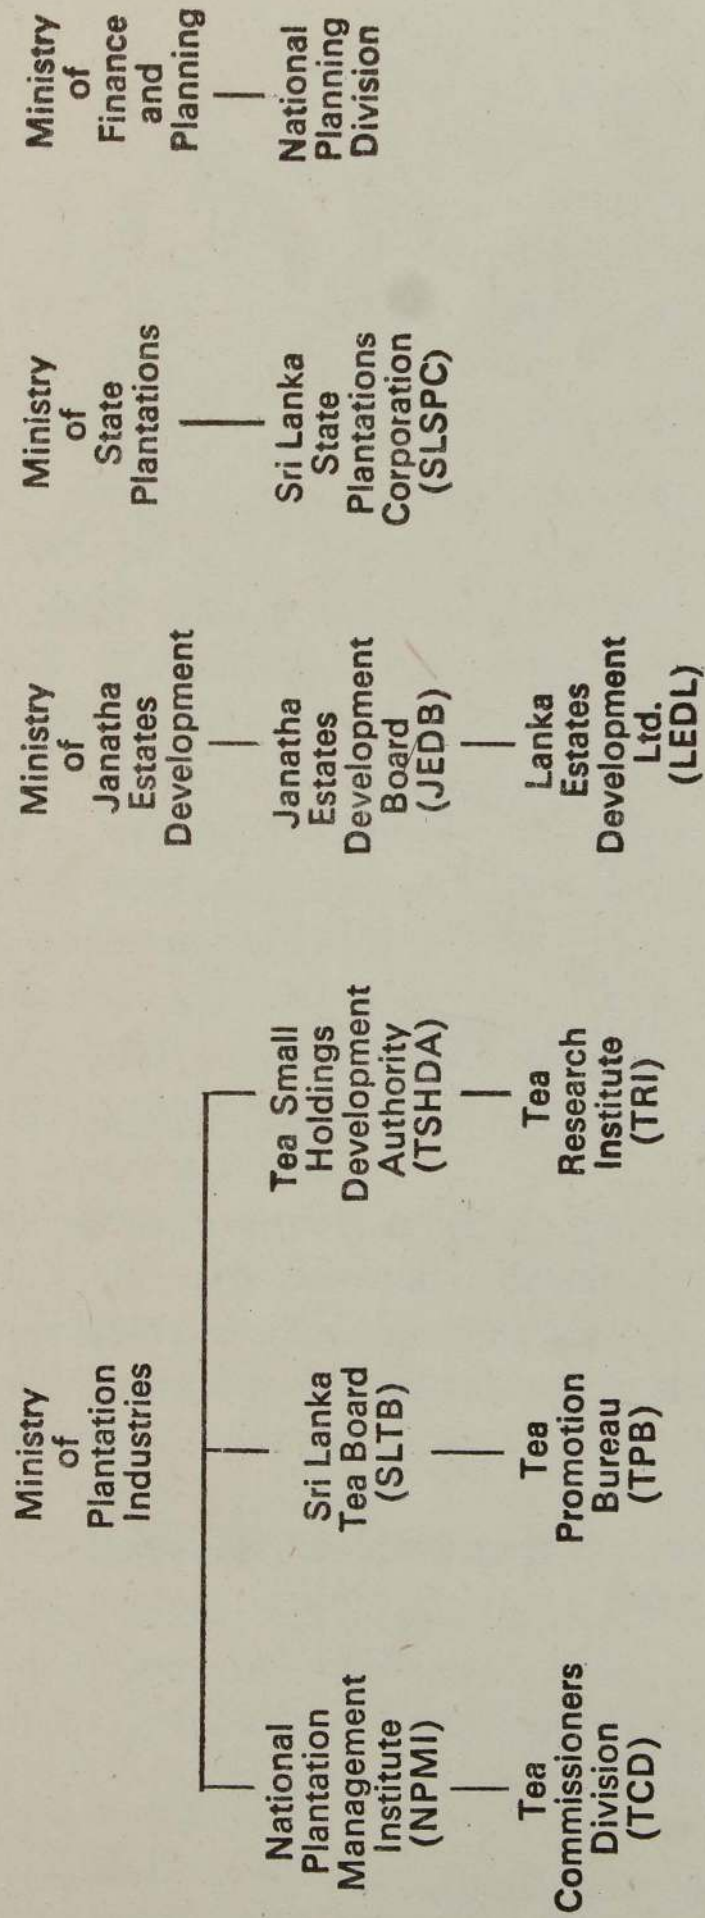 Ministry
of
Plantation
Industries
National
Plantation
Management
Institute
(NPMI)
Tea
Commissioners
Division
(TCD)
Sri Lanka
Tea Board
(SLTB)
Tea
Promotion
Bureau
(TPB)
Tea Small
Holdings
Development
Authority
(TSHDA)
Tea
Research
Institute
(TRI)
Ministry
of
Janatha
Estates
Development
Janatha
Estates
Development
Board
(JEDB)
Lanka
Estates
Development
Ltd.
(LEDL)
Ministry
of
State
Plantations
Sri Lanka
State
Plantations
Corporation
(SLSPC)
Ministry
of
Finance
and
Planning
National
Planning
Division